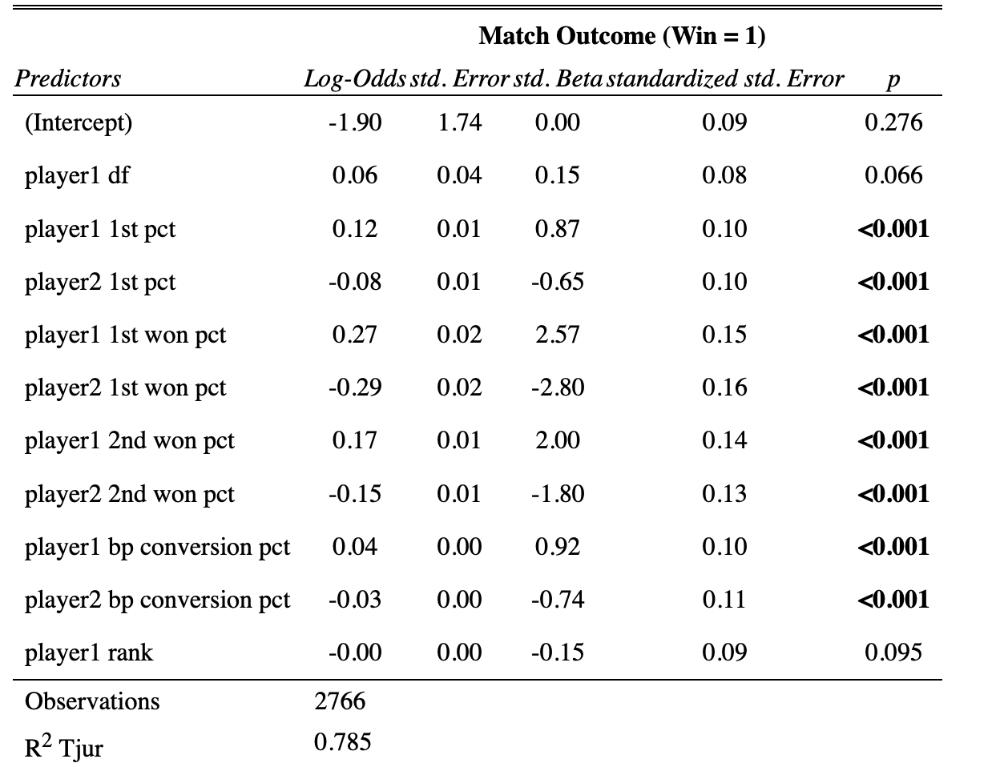 Match Outcome (Win = 1)
Predictors Log-Odds std. Error std. Beta standardized std. Error p
(Intercept) -1.90 1.74 0.00 0.09 0.276
player1 df 0.06 0.04 0.15 0.08 0.066
player1 1st pct 0.12 0.01 0.87 0.10 <0.001
player2 1st pct -0.08 0.01 -0.65 0.10 <0.001
player1 1st won pct 0.27 0.02 2.57 0.15 <0.001
player2 1st won pct -0.29 0.02 -2.80 0.16 <0.001
player1 2nd won pct 0.17 0.01 2.00 0.14 <0.001
player2 2nd won pct -0.15 0.01 -1.80 0.13 <0.001
player1 bp conversion pct 0.04 0.00 0.92 0.10 <0.001
player2 bp conversion pct -0.03 0.00 -0.74 0.11 <0.001
player1 rank -0.00 0.00 -0.15 0.09 0.095
Observations 2766
R² Tjur 0.785